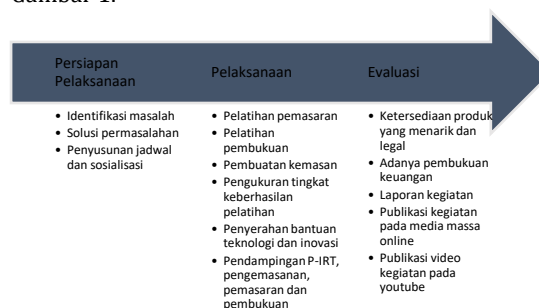 Gambar 1.
Persiapan
Pelaksanaan
• Identifikasi masalah
• Solusi permasalahan
• Penyusunan jadwal
dan sosialisasi
Pelaksanaan
• Pelatihan pemasaran
• Pelatihan
pembukuan
• Pembuatan kemasan
• Pengukuran tingkat
keberhasilan
pelatihan
• Penyerahan bantuan
teknologi dan inovasi
• Pendampingan P-IRT,
pengemasanan,
pemasaran dan
pembukuan
Evaluasi
• Ketersediaan produk
yang menarik dan
legal
• Adanya pembukuan
keuangan
• Laporan kegiatan
• Publikasi kegiatan
pada media massa
online
• Publikasi video
kegiatan pada
youtube